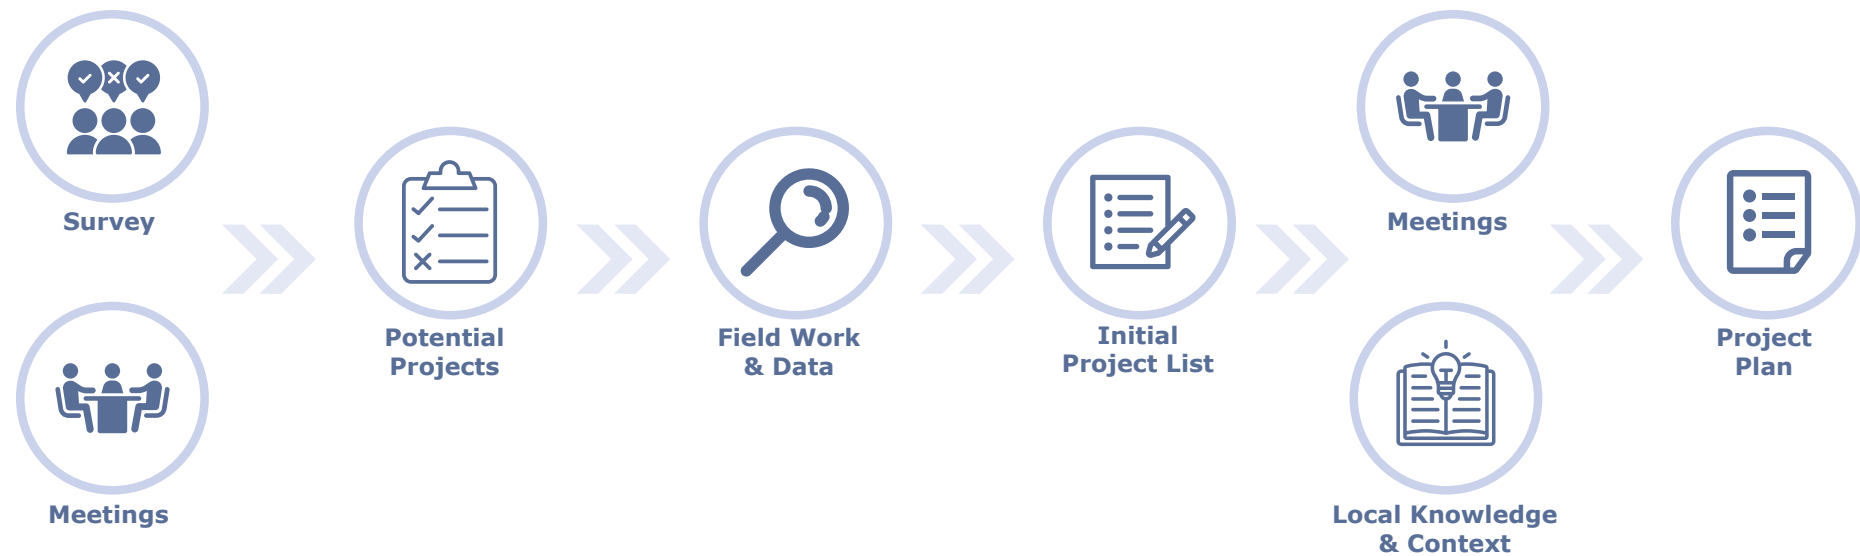 Survey
Meetings
Potential
Projects
Field Work
& Data
Initial
Project List
Meetings
Local Knowledge
& Context
Project
Plan